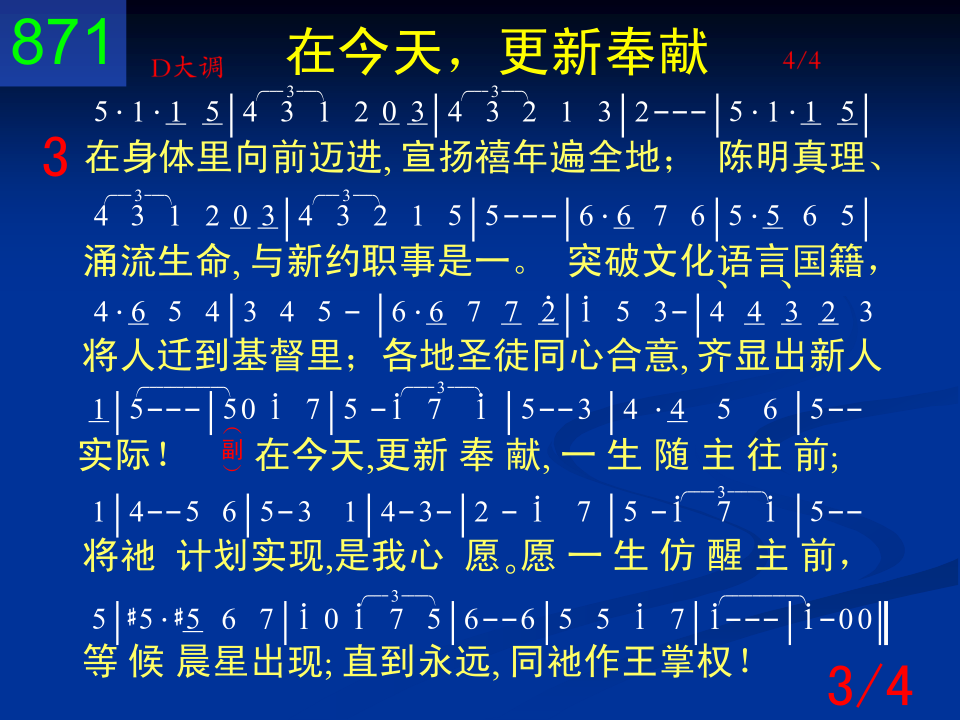 871
在今天，更新奉献
D大调
4/4
5·1·1 5|4 3 1 2 0 3|4 3 2 1 3|2---|5·1·1 5|
3
在身体里向前迈进, 宣扬禧年遍全地； 陈明真理、
4 3 1 2 0 3|4 3 2 1 5|5---|6·6 7 6|5·5 6 5|
涌流生命, 与新约职事是一。 突破文化、语言、国籍，
4·6 5 4|3 4 5 -|6·6 7 7 2̇|1̇ 5 3-|4 4 3 2 3
将人迁到基督里；各地圣徒同心合意, 齐显出新人
1|5---|50 1̇ 7|5 -1̇ 7 1̇|5--3|4·4 5 6|5--
实际！ （副） 在今天,更新 奉 献, 一 生 随 主 往 前;
1|4--5 6|5-3 1|4-3-|2 - 1̇ 7|5 -1̇ 7 1̇|5--
将祂 计划实现,是我心 愿。愿 一 生 仿 醒 主 前，
5|#5·#5 6 7|1̇ 0 1̇ 7 5|6--6|5 5 1̇ 7|1̇---|1̇-00‖
等 候 晨星出现; 直到永远, 同祂作王掌权！
3/4